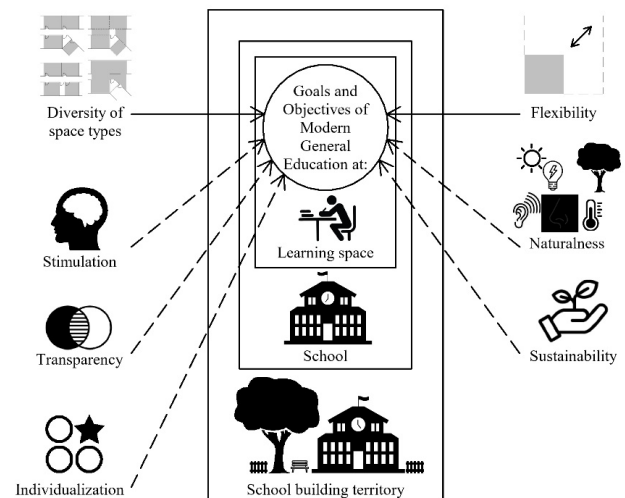 Goals and
Objectives of
Modern
General
Education at:
Diversity of
space types
Flexibility
Stimulation
Naturalness
Learning space
Transparency
School
Sustainability
Individualization
School building territory